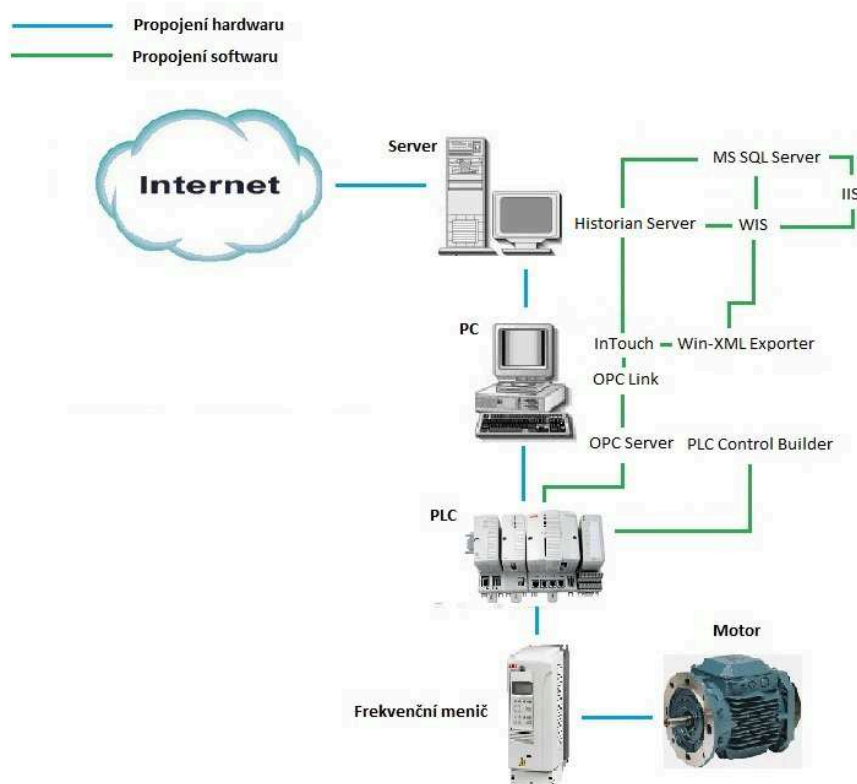 Propojení hardwaru
Propojení softwaru
Server
MS SQL Server
Internet
IIS
Historian Server
WIS
PC
InTouch
Win-XML Exporter
OPC Link
OPC Server
PLC Control Builder
PLC
Motor
Frekvenční menič